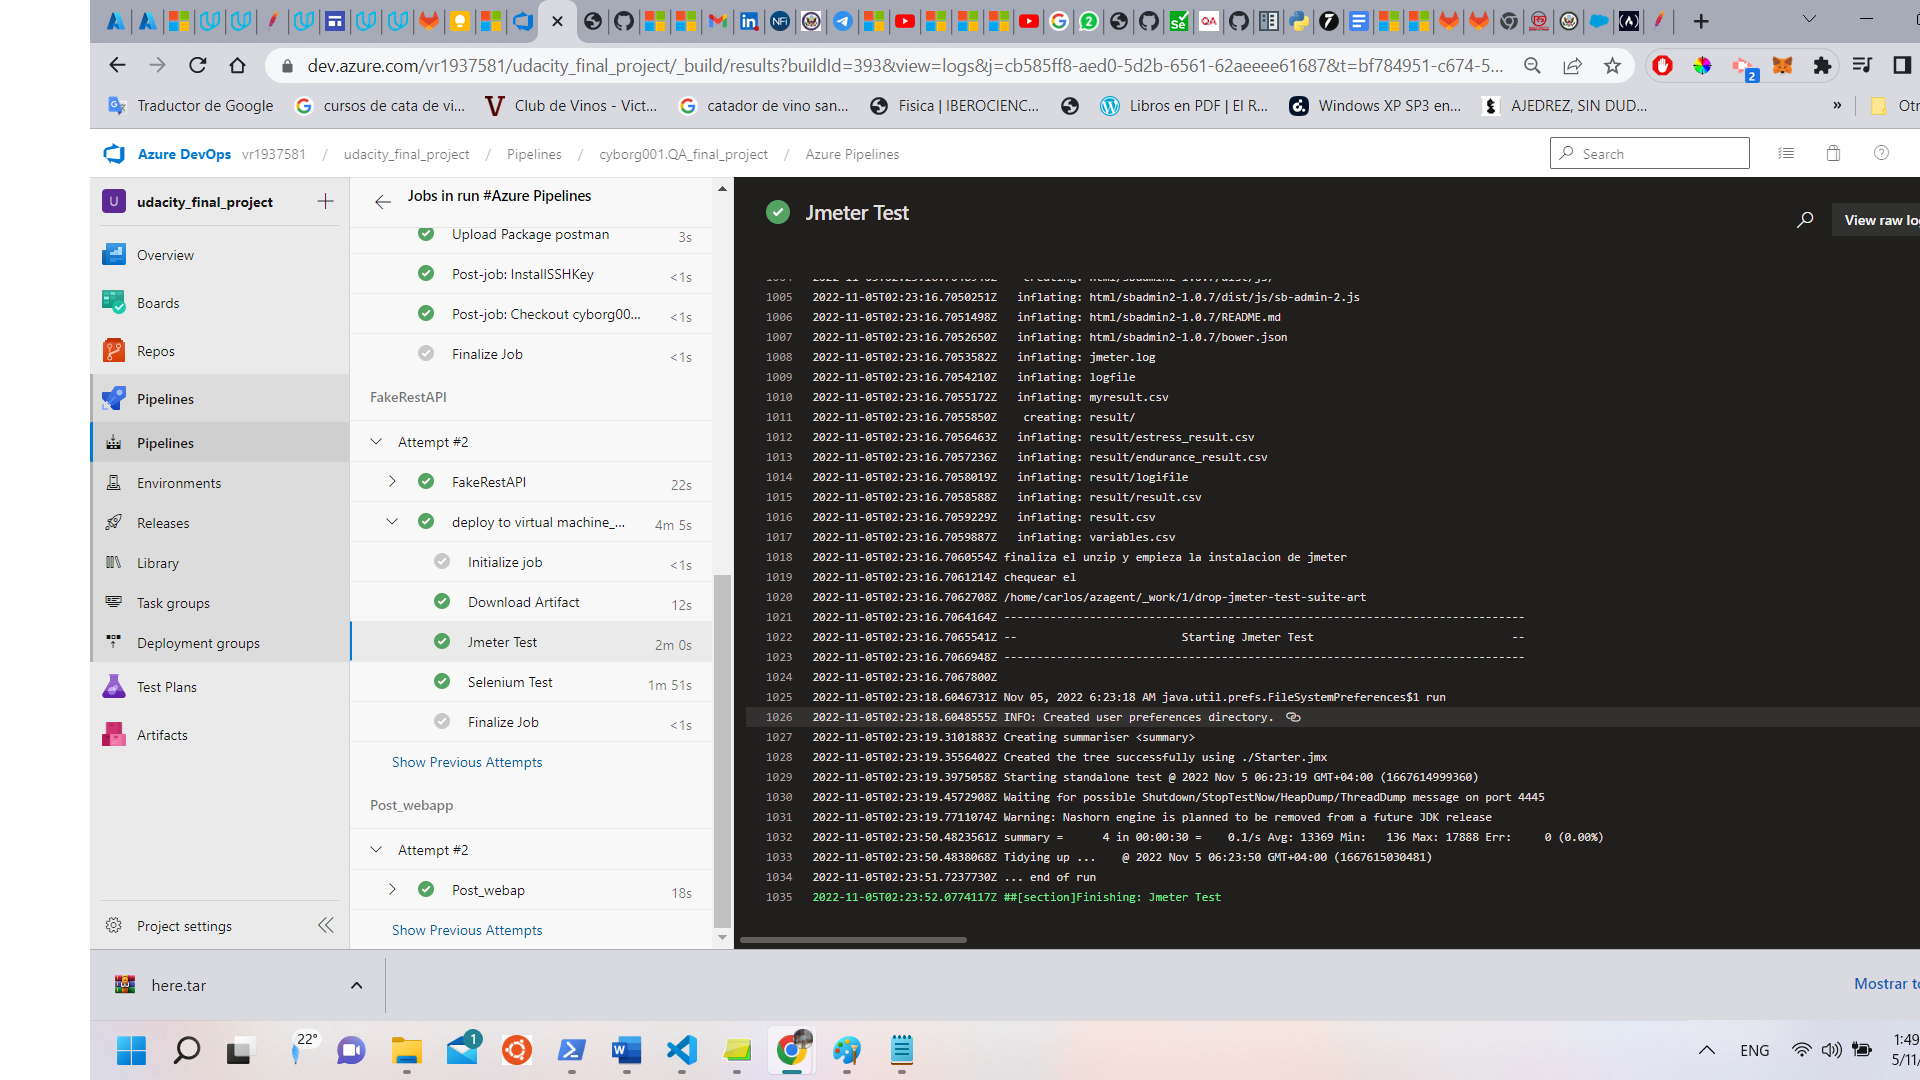 NFi
2
Se
QA
7
dev.azure.com/vr1937581/udacity_final_project/_build/results?buildId=393&view=logs&j=cb585ff8-aed0-5d2b-6561-62aeeee61687&t=bf784951-c674-5...
2
Traductor de Google
cursos de cata de vi...
Club de Vinos - Vict...
catador de vino san...
Fisica | IBEROCIENC...
Libros en PDF | El R...
Windows XP SP3 en...
AJEDREZ, SIN DUD...
»
Otr
Azure DevOps vr1937581 / udacity_final_project / Pipelines / cyborg001.QA_final_project / Azure Pipelines
Search
U udacity_final_project
Overview
Boards
Repos
Pipelines
Pipelines
Environments
Releases
Library
Task groups
Deployment groups
Test Plans
Artifacts
Project settings
Jobs in run #Azure Pipelines
Upload Package postman 3s
Post-job: InstallSSHKey <1s
Post-job: Checkout cyborg00... <1s
Finalize Job <1s
FakeRestAPI
Attempt #2
FakeRestAPI 22s
deploy to virtual machine_... 4m 5s
Initialize job <1s
Download Artifact 12s
Jmeter Test 2m 0s
Selenium Test 1m 51s
Finalize Job <1s
Show Previous Attempts
Post_webapp
Attempt #2
Post_webap 18s
Show Previous Attempts
Jmeter Test
View raw lo
1005 2022-11-05T02:23:16.7050251Z inflating: html/sbadmin2-1.0.7/dist/js/sb-admin-2.js
1006 2022-11-05T02:23:16.7051498Z inflating: html/sbadmin2-1.0.7/README.md
1007 2022-11-05T02:23:16.7052650Z inflating: html/sbadmin2-1.0.7/bower.json
1008 2022-11-05T02:23:16.7053582Z inflating: jmeter.log
1009 2022-11-05T02:23:16.7054210Z inflating: logfile
1010 2022-11-05T02:23:16.7055172Z inflating: myresult.csv
1011 2022-11-05T02:23:16.7055850Z creating: result/
1012 2022-11-05T02:23:16.7056463Z inflating: result/estress_result.csv
1013 2022-11-05T02:23:16.7057236Z inflating: result/endurance_result.csv
1014 2022-11-05T02:23:16.7058019Z inflating: result/logifile
1015 2022-11-05T02:23:16.7058588Z inflating: result/result.csv
1016 2022-11-05T02:23:16.7059229Z inflating: result.csv
1017 2022-11-05T02:23:16.7059887Z inflating: variables.csv
1018 2022-11-05T02:23:16.7060554Z finaliza el unzip y empieza la instalacion de jmeter
1019 2022-11-05T02:23:16.7061214Z chequear el
1020 2022-11-05T02:23:16.7062708Z /home/carlos/azagent/_work/1/drop-jmeter-test-suite-art
1021 2022-11-05T02:23:16.7064164Z -------------------------------------------------------------------------------
1022 2022-11-05T02:23:16.7065541Z -- Starting Jmeter Test --
1023 2022-11-05T02:23:16.7066948Z -------------------------------------------------------------------------------
1024 2022-11-05T02:23:16.7067800Z
1025 2022-11-05T02:23:18.6046731Z Nov 05, 2022 6:23:18 AM java.util.prefs.FileSystemPreferences$1 run
1026 2022-11-05T02:23:18.6048555Z INFO: Created user preferences directory.
1027 2022-11-05T02:23:19.3101883Z Creating summariser <summary>
1028 2022-11-05T02:23:19.3556402Z Created the tree successfully using ./Starter.jmx
1029 2022-11-05T02:23:19.3975058Z Starting standalone test @ 2022 Nov 5 06:23:19 GMT+04:00 (1667614999360)
1030 2022-11-05T02:23:19.4572908Z Waiting for possible Shutdown/StopTestNow/HeapDump/ThreadDump message on port 4445
1031 2022-11-05T02:23:19.7711074Z Warning: Nashorn engine is planned to be removed from a future JDK release
1032 2022-11-05T02:23:50.4823561Z summary = 4 in 00:00:30 = 0.1/s Avg: 13369 Min: 136 Max: 17888 Err: 0 (0.00%)
1033 2022-11-05T02:23:50.4838068Z Tidying up ... @ 2022 Nov 5 06:23:50 GMT+04:00 (1667615030481)
1034 2022-11-05T02:23:51.7237730Z ... end of run
1035 2022-11-05T02:23:52.0774117Z ##[section]Finishing: Jmeter Test
here.tar
Mostrar to
22°
1
ENG
1:49
5/11/